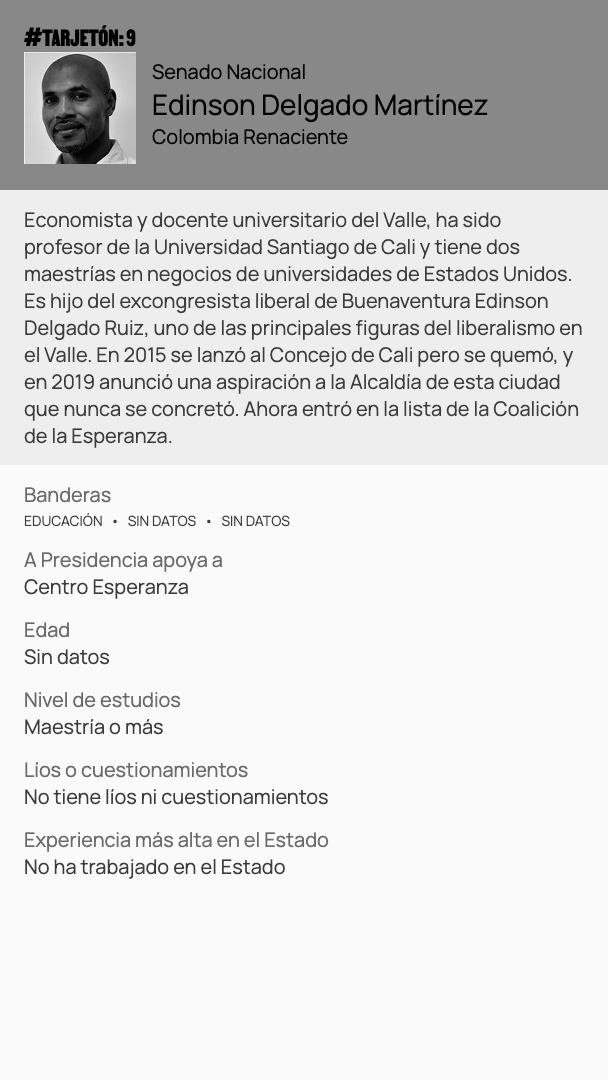 #TARJETÓN: 9
Senado Nacional
Edinson Delgado Martínez
Colombia Renaciente
Economista y docente universitario del Valle, ha sido
profesor de la Universidad Santiago de Cali y tiene dos
maestrías en negocios de universidades de Estados Unidos.
Es hijo del excongresista liberal de Buenaventura Edinson
Delgado Ruiz, uno de las principales figuras del liberalismo en
el Valle. En 2015 se lanzó al Concejo de Cali pero se quemó, y
en 2019 anunció una aspiración a la Alcaldía de esta ciudad
que nunca se concretó. Ahora entró en la lista de la Coalición
de la Esperanza.
Banderas
EDUCACIÓN • SIN DATOS • SIN DATOS
A Presidencia apoya a
Centro Esperanza
Edad
Sin datos
Nivel de estudios
Maestría o más
Líos o cuestionamientos
No tiene líos ni cuestionamientos
Experiencia más alta en el Estado
No ha trabajado en el Estado